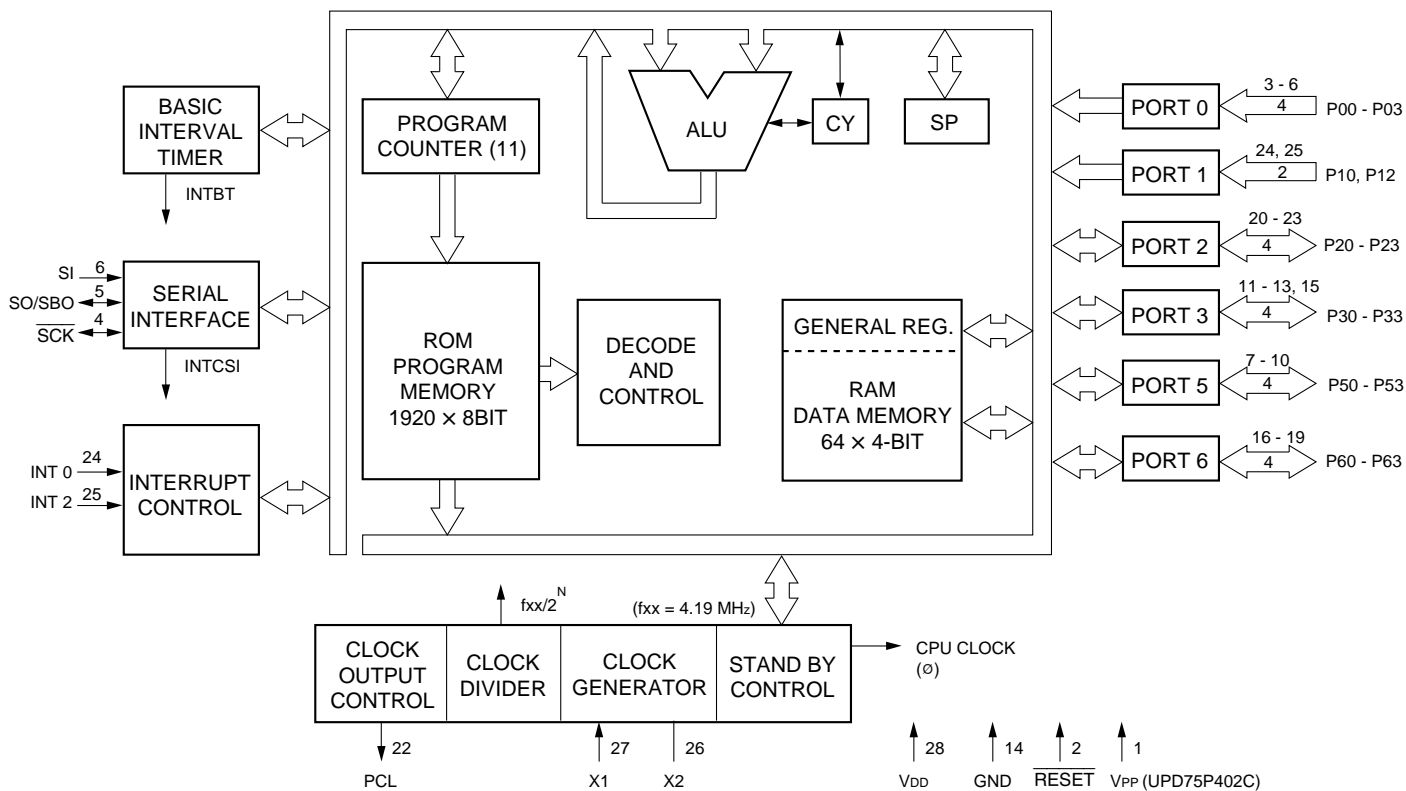 BASIC
INTERVAL
TIMER
INTBT
SI 6
SO/SBO 5
SCK 4
SERIAL
INTERFACE
INTCSI
INT 0 24
INT 2 25
INTERRUPT
CONTROL
PROGRAM
COUNTER (11)
ALU
CY
SP
ROM
PROGRAM
MEMORY
1920 × 8BIT
DECODE
AND
CONTROL
GENERAL REG.
RAM
DATA MEMORY
64 × 4-BIT
PORT 0
3 - 6
4
P00 - P03
PORT 1
24, 25
2
P10, P12
PORT 2
20 - 23
4
P20 - P23
PORT 3
11 - 13, 15
4
P30 - P33
PORT 5
7 - 10
4
P50 - P53
PORT 6
16 - 19
4
P60 - P63
fxx/2^N
(fxx = 4.19 MHz)
CLOCK
OUTPUT
CONTROL
CLOCK
DIVIDER
CLOCK
GENERATOR
STAND BY
CONTROL
CPU CLOCK
(Ø)
22
PCL
27
X1
26
X2
28
VDD
14
GND
2
RESET
1
VPP (UPD75P402C)